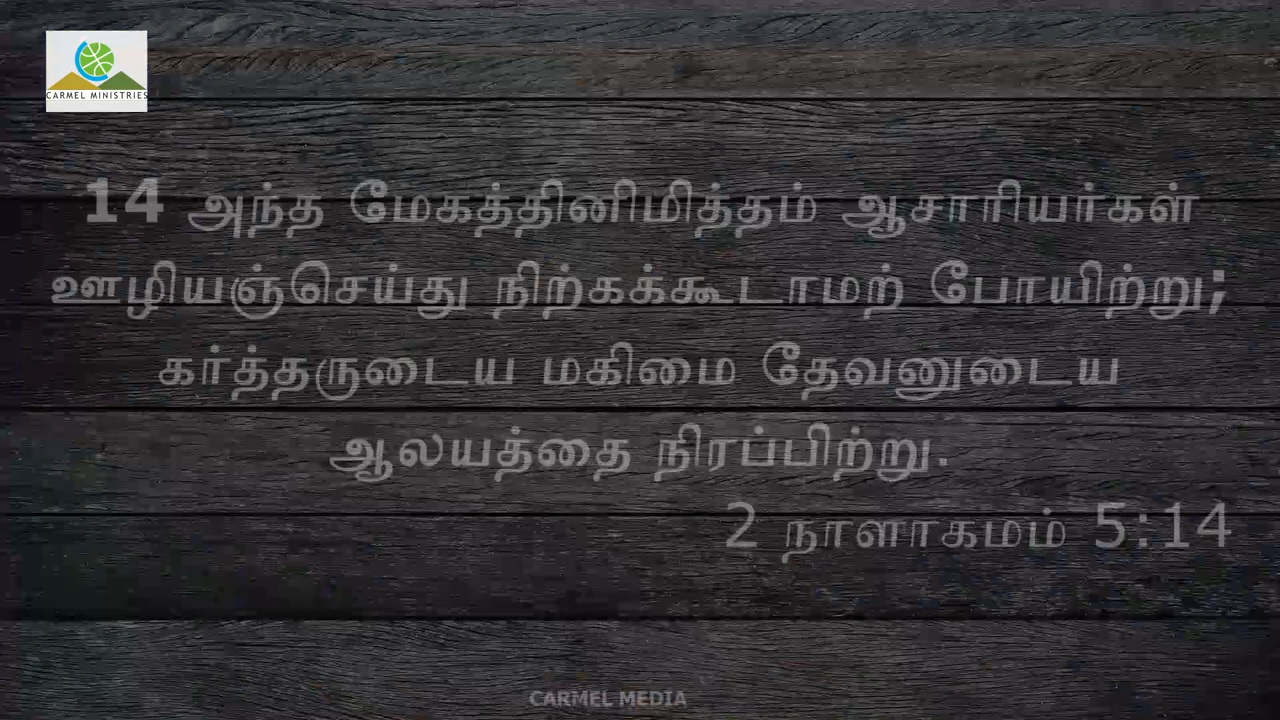 CARMEL MINISTRIES
14 அந்த மேகத்தினிமித்தம் ஆசாரியர்கள்
ஊழியஞ்செய்து நிற்கக்கூடாமற் போயிற்று;
கர்த்தருடைய மகிமை தேவனுடைய
ஆலயத்தை நிரப்பிற்று.
2 நாளாகமம் 5:14
CARMEL MEDIA